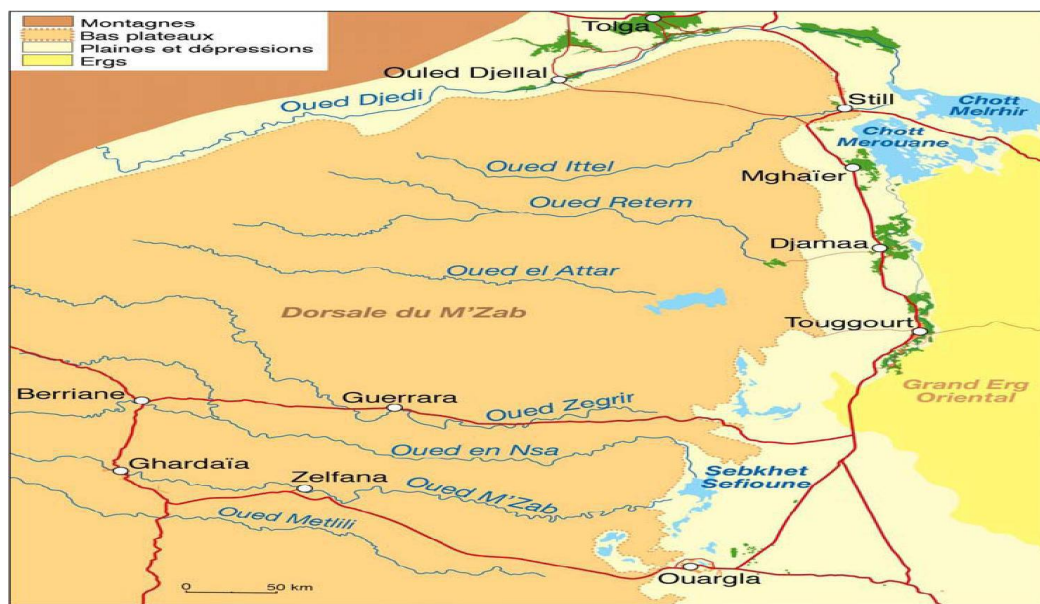 Montagnes
Bas plateaux
Plaines et dépressions
Ergs
Tolga
Ouled Djellal
Oued Djedi
Still
Chott
Melrhir
Chott
Merouane
Oued Ittel
Mghaïer
Oued Retem
Djamaa
Oued el Attar
Dorsale du M'Zab
Touggourt
Grand Erg
Oriental
Berriane
Guerrara
Oued Zegrir
Oued en Nsa
Ghardaïa
Zelfana
Sebkhet
Sefioune
Oued M'Zab
Oued Metlili
Ouargla
0 50 km